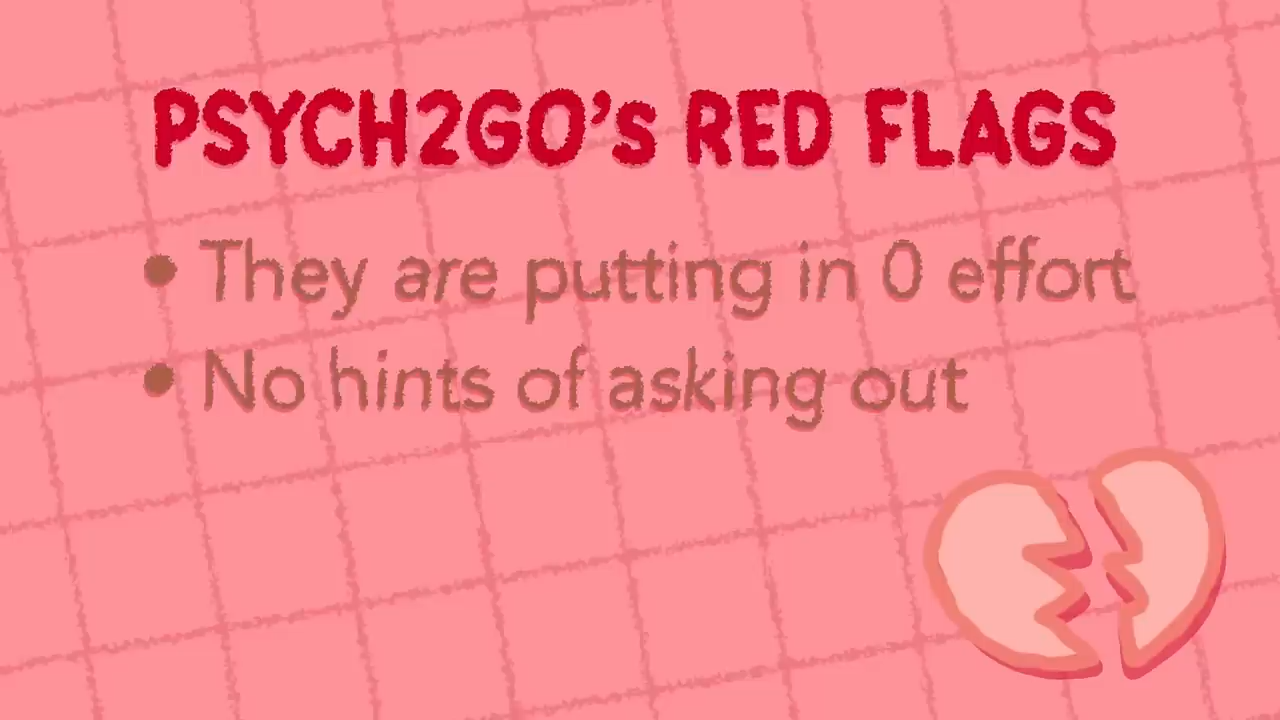 PSYCH2GO's RED FLAGS
• They are putting in 0 effort
• No hints of asking out